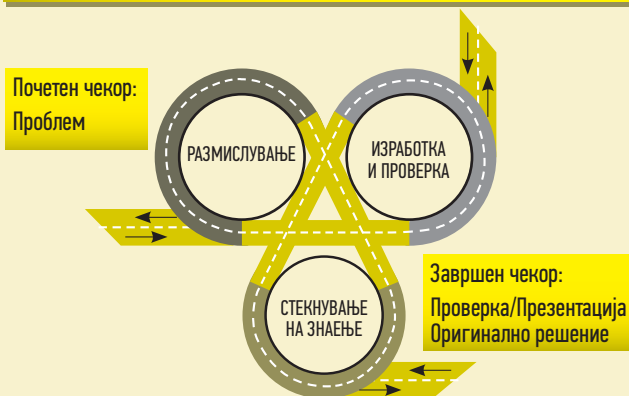 Почетен чекор:
Проблем
РАЗМИСЛУВАЊЕ
ИЗРАБОТКА
И ПРОВЕРКА
СТЕКНУВАЊЕ
НА ЗНАЕЊЕ
Завршен чекор:
Проверка/Презентација
Оригинално решение